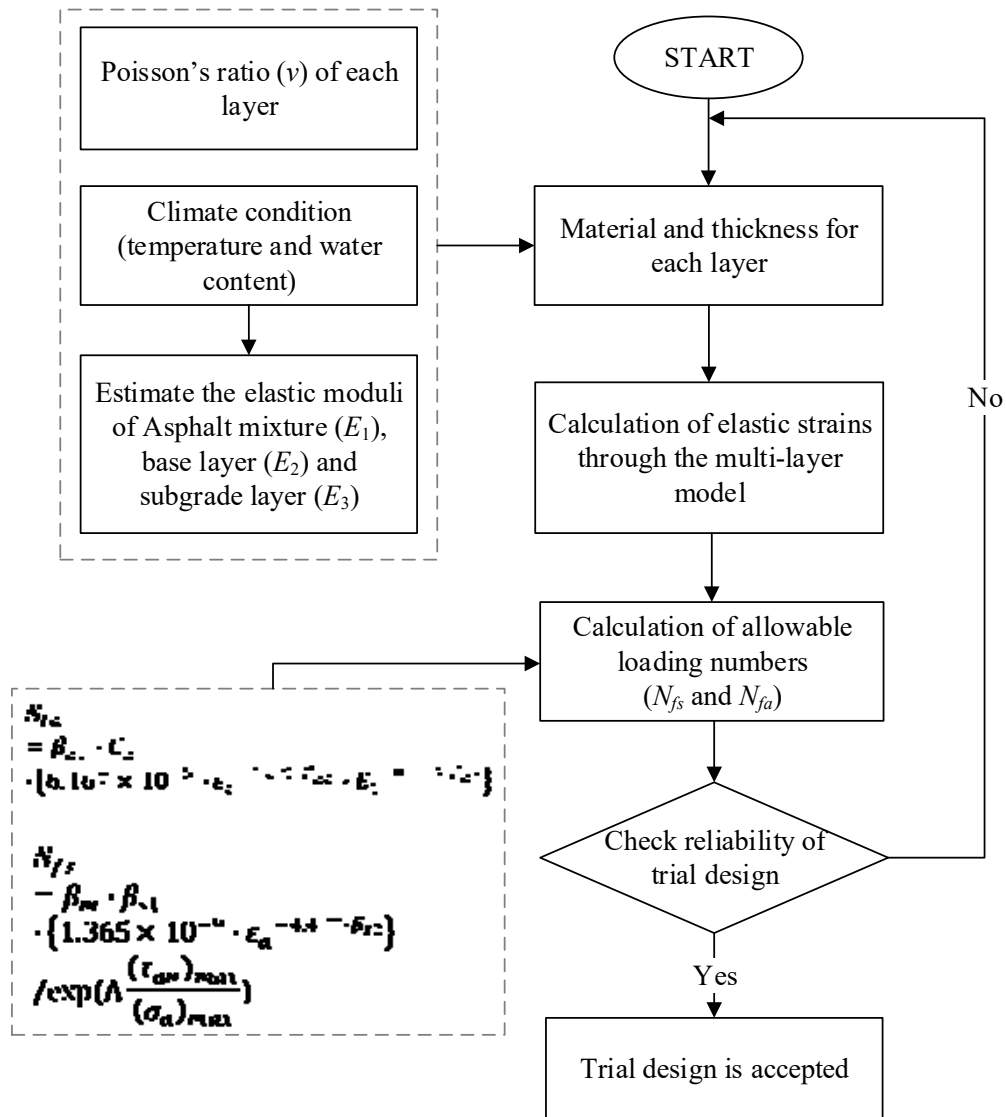 Poisson's ratio (v) of each
layer
Climate condition
(temperature and water
content)
Estimate the elastic moduli
of Asphalt mixture (E₁),
base layer (E₂) and
subgrade layer (E₃)
START
Material and thickness for
each layer
Calculation of elastic strains
through the multi-layer
model
Calculation of allowable
loading numbers
(Nfs and Nfa)
Check reliability of
trial design
No
Yes
Trial design is accepted
= β
× 10
Nfs
· {1.365 × 10 · εa
/exp(A